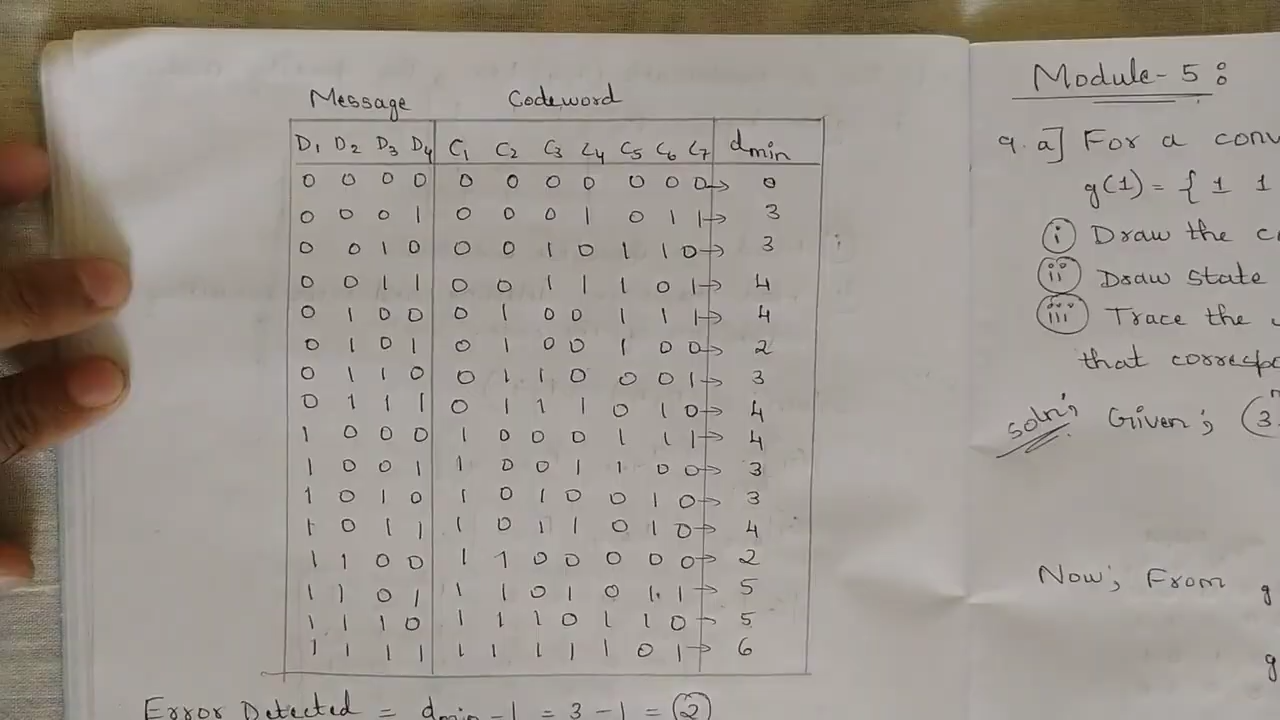 Message Codeword
D1 D2 D3 D4 C1 C2 C3 C4 C5 C6 C7 dmin
0 0 0 0 0 0 0 0 0 0 0 → 0
0 0 0 1 0 0 0 1 0 1 1 → 3
0 0 1 0 0 0 1 0 1 1 0 → 3
0 0 1 1 0 0 1 1 1 0 1 → 4
0 1 0 0 0 1 0 0 1 1 1 → 4
0 1 0 1 0 1 0 0 1 0 0 → 2
0 1 1 0 0 1 1 0 0 0 1 → 3
0 1 1 1 0 1 1 1 0 1 0 → 4
1 0 0 0 1 0 0 0 1 1 1 → 4
1 0 0 1 1 0 0 1 1 0 0 → 3
1 0 1 0 1 0 1 0 0 1 0 → 3
1 0 1 1 1 0 1 1 0 1 0 → 4
1 1 0 0 1 1 0 0 0 0 0 → 2
1 1 0 1 1 1 0 1 0 1 1 → 5
1 1 1 0 1 1 1 0 1 1 0 → 5
1 1 1 1 1 1 1 1 1 0 1 → 6
Error Detected = dmin - 1 = 3 - 1 = 2
Module - 5 :
9. a] For a conv
g(1) = { 1 1
i Draw the c
ii Draw state
iii Trace the
that corresp
soln; Given; (3
Now; From g
g